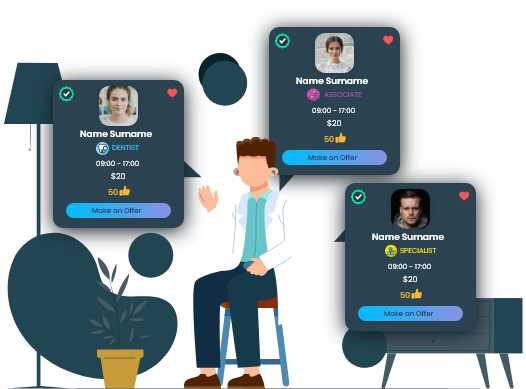 Name Surname
DENTIST
09:00 - 17:00
$20
50
Make an Offer
Name Surname
ASSOCIATE
09:00 - 17:00
$20
50
Make an Offer
Name Surname
SPECIALIST
09:00 - 17:00
$20
50
Make an Offer